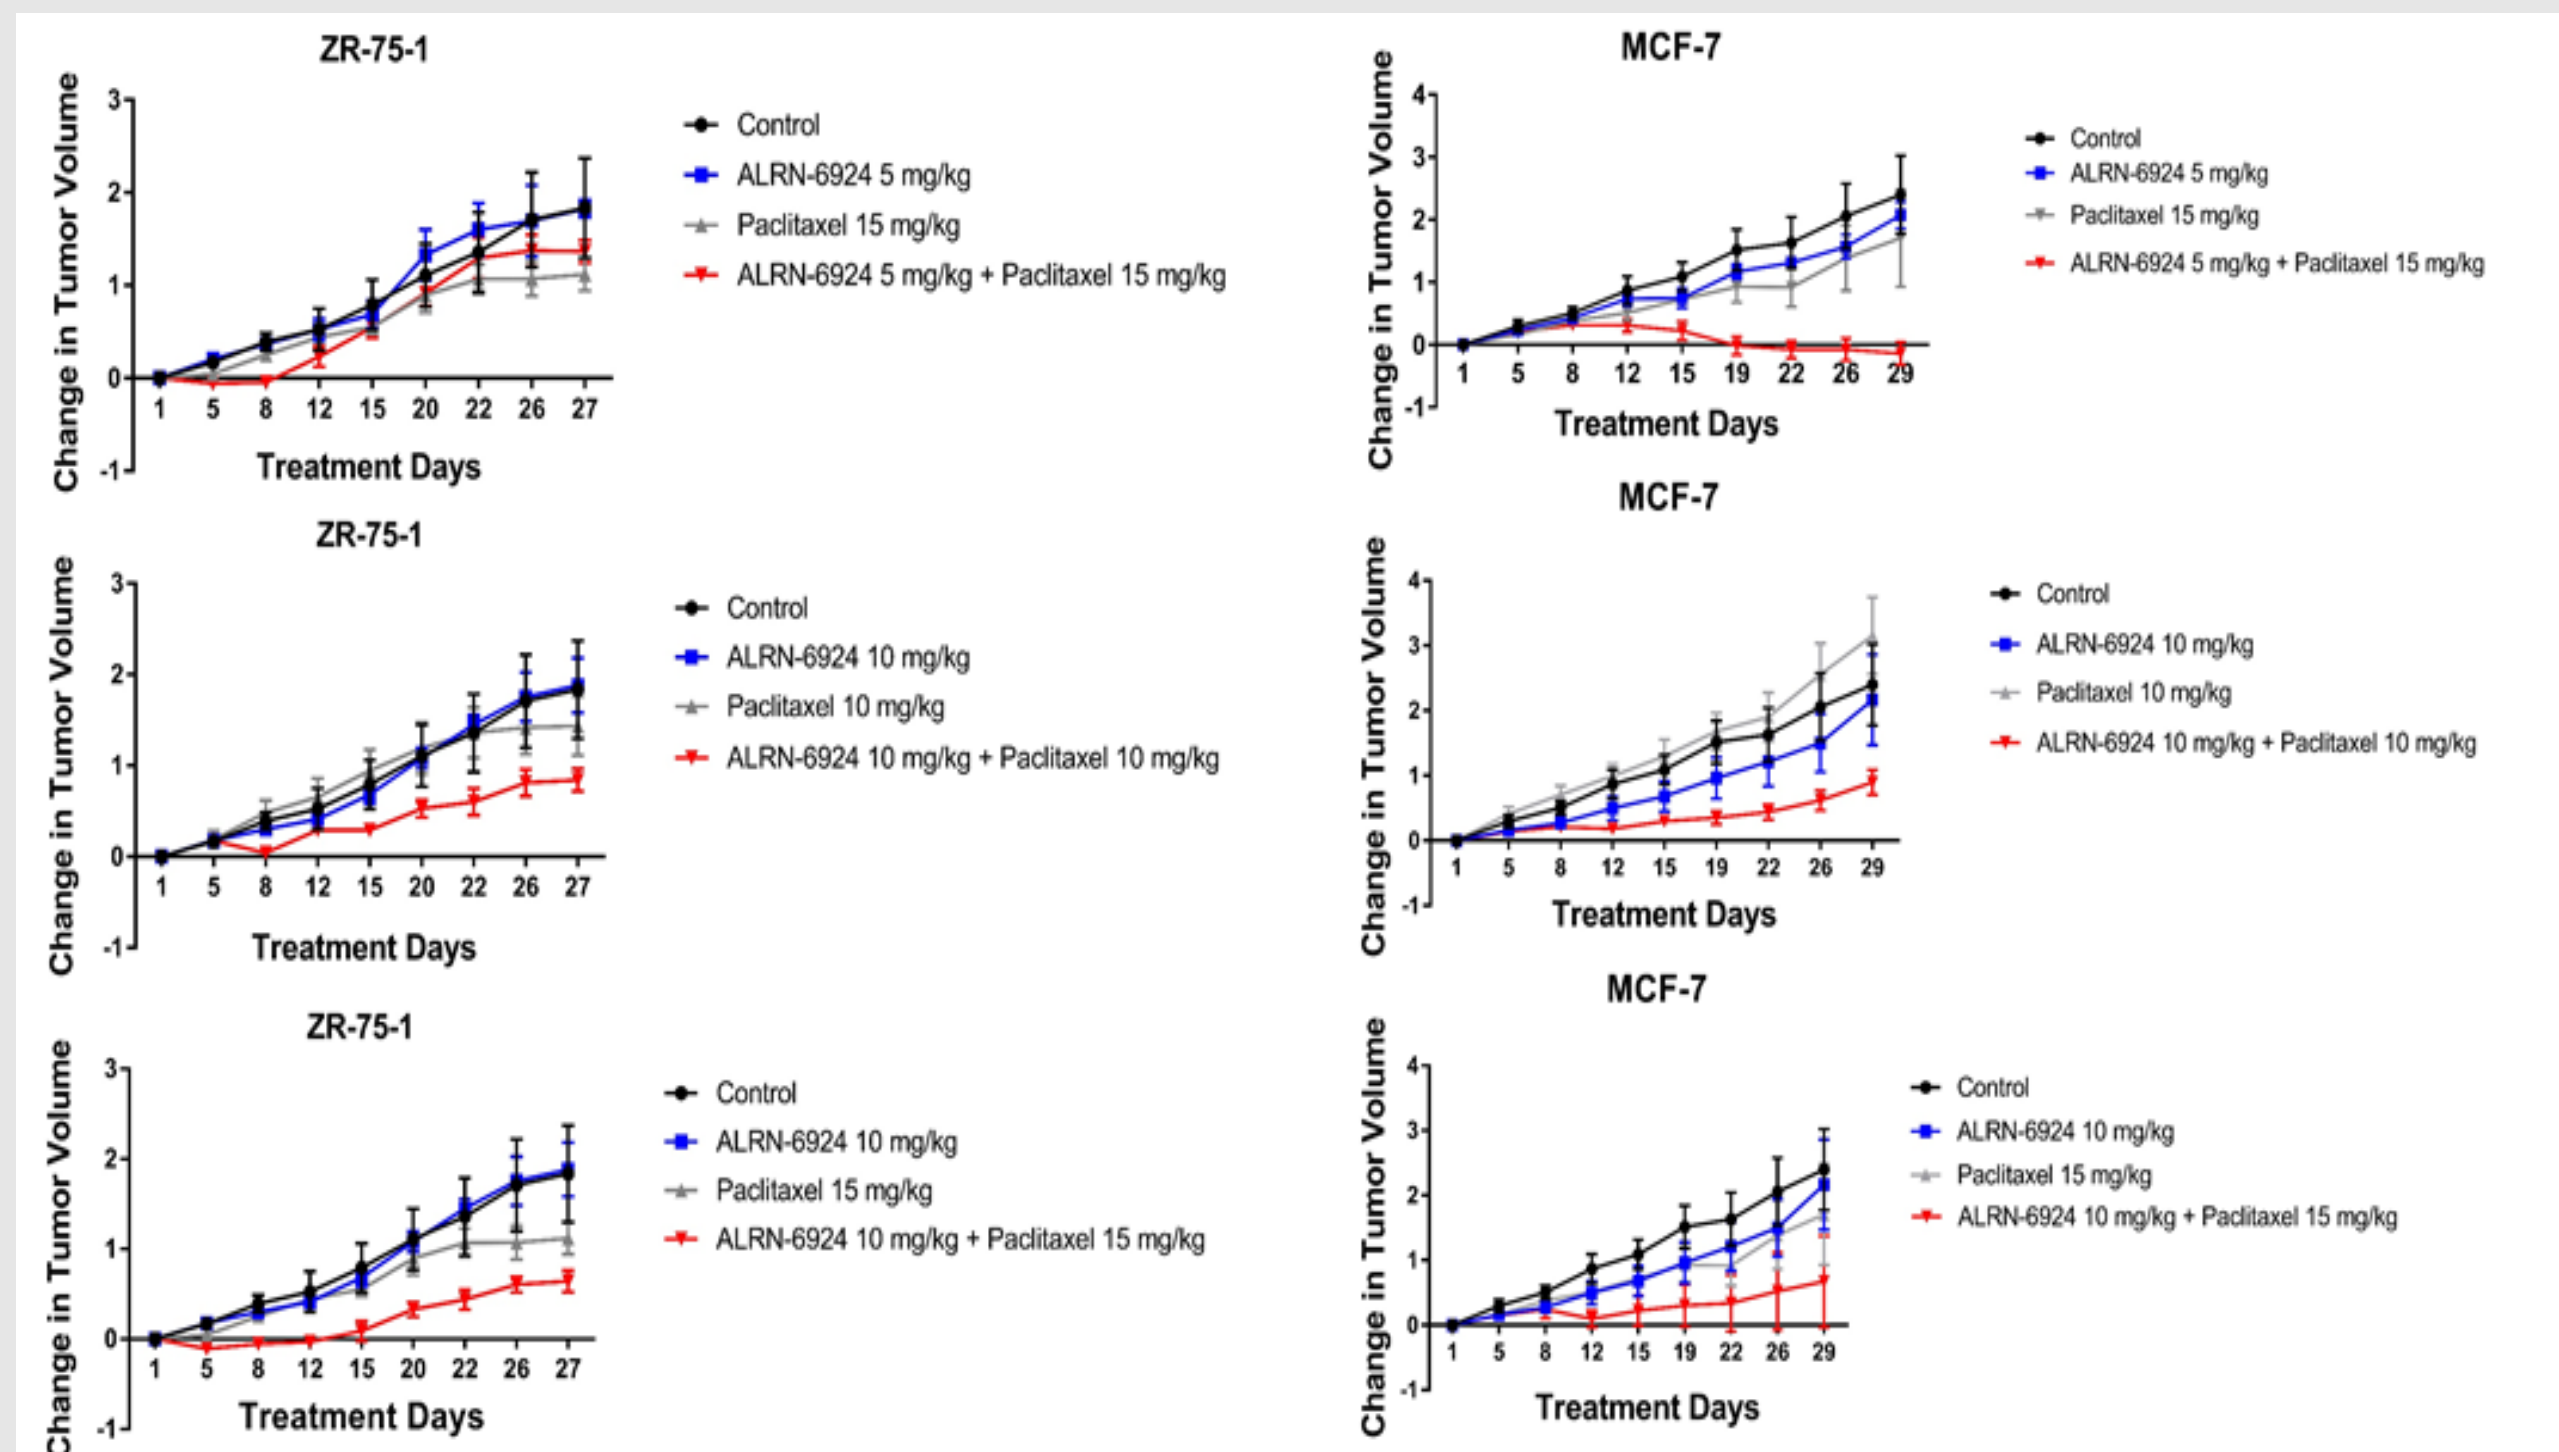 ZR-75-1
Change in Tumor Volume
3
2
1
0
-1
1 5 8 12 15 20 22 26 27
Treatment Days
Control
ALRN-6924 5 mg/kg
Paclitaxel 15 mg/kg
ALRN-6924 5 mg/kg + Paclitaxel 15 mg/kg
MCF-7
Change in Tumor Volume
4
3
2
1
0
-1
1 5 8 12 15 19 22 26 29
Treatment Days
Control
ALRN-6924 5 mg/kg
Paclitaxel 15 mg/kg
ALRN-6924 5 mg/kg + Paclitaxel 15 mg/kg
ZR-75-1
Change in Tumor Volume
3
2
1
0
-1
1 5 8 12 15 20 22 26 27
Treatment Days
Control
ALRN-6924 10 mg/kg
Paclitaxel 10 mg/kg
ALRN-6924 10 mg/kg + Paclitaxel 10 mg/kg
MCF-7
Change in Tumor Volume
4
3
2
1
0
-1
1 5 8 12 15 19 22 26 29
Treatment Days
Control
ALRN-6924 10 mg/kg
Paclitaxel 10 mg/kg
ALRN-6924 10 mg/kg + Paclitaxel 10 mg/kg
ZR-75-1
Change in Tumor Volume
3
2
1
0
-1
1 5 8 12 15 20 22 26 27
Treatment Days
Control
ALRN-6924 10 mg/kg
Paclitaxel 15 mg/kg
ALRN-6924 10 mg/kg + Paclitaxel 15 mg/kg
MCF-7
Change in Tumor Volume
4
3
2
1
0
-1
1 5 8 12 15 19 22 26 29
Treatment Days
Control
ALRN-6924 10 mg/kg
Paclitaxel 15 mg/kg
ALRN-6924 10 mg/kg + Paclitaxel 15 mg/kg